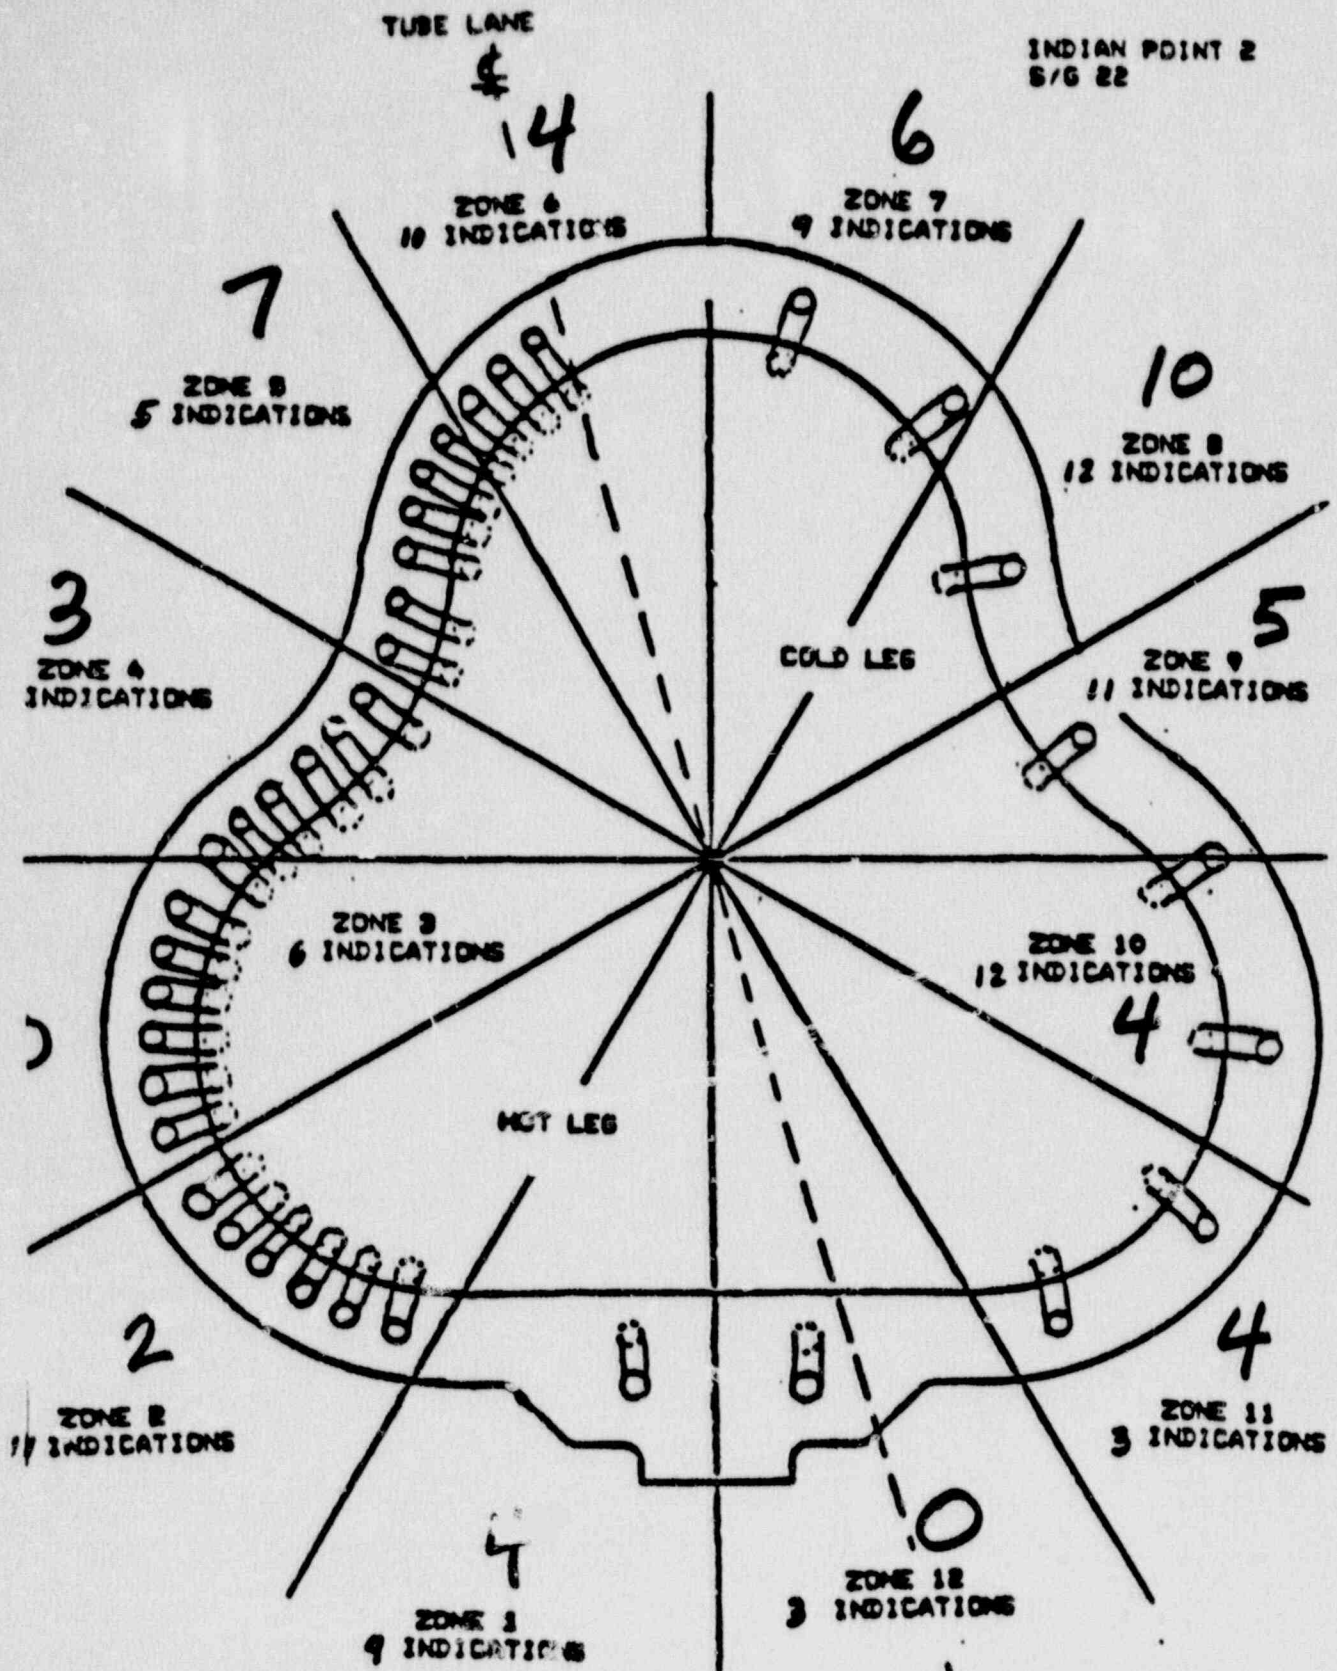 TUBE LANE
℄
INDIAN POINT 2
S/G 22
14
6
ZONE 6
10 INDICATIONS
ZONE 7
9 INDICATIONS
7
ZONE 5
5 INDICATIONS
10
ZONE 8
12 INDICATIONS
3
ZONE 4
INDICATIONS
5
ZONE 9
11 INDICATIONS
COLD LEG
ZONE 3
6 INDICATIONS
ZONE 10
12 INDICATIONS
4
HOT LEG
2
ZONE 2
11 INDICATIONS
4
ZONE 11
3 INDICATIONS
4
ZONE 1
9 INDICATIONS
0
ZONE 12
3 INDICATIONS